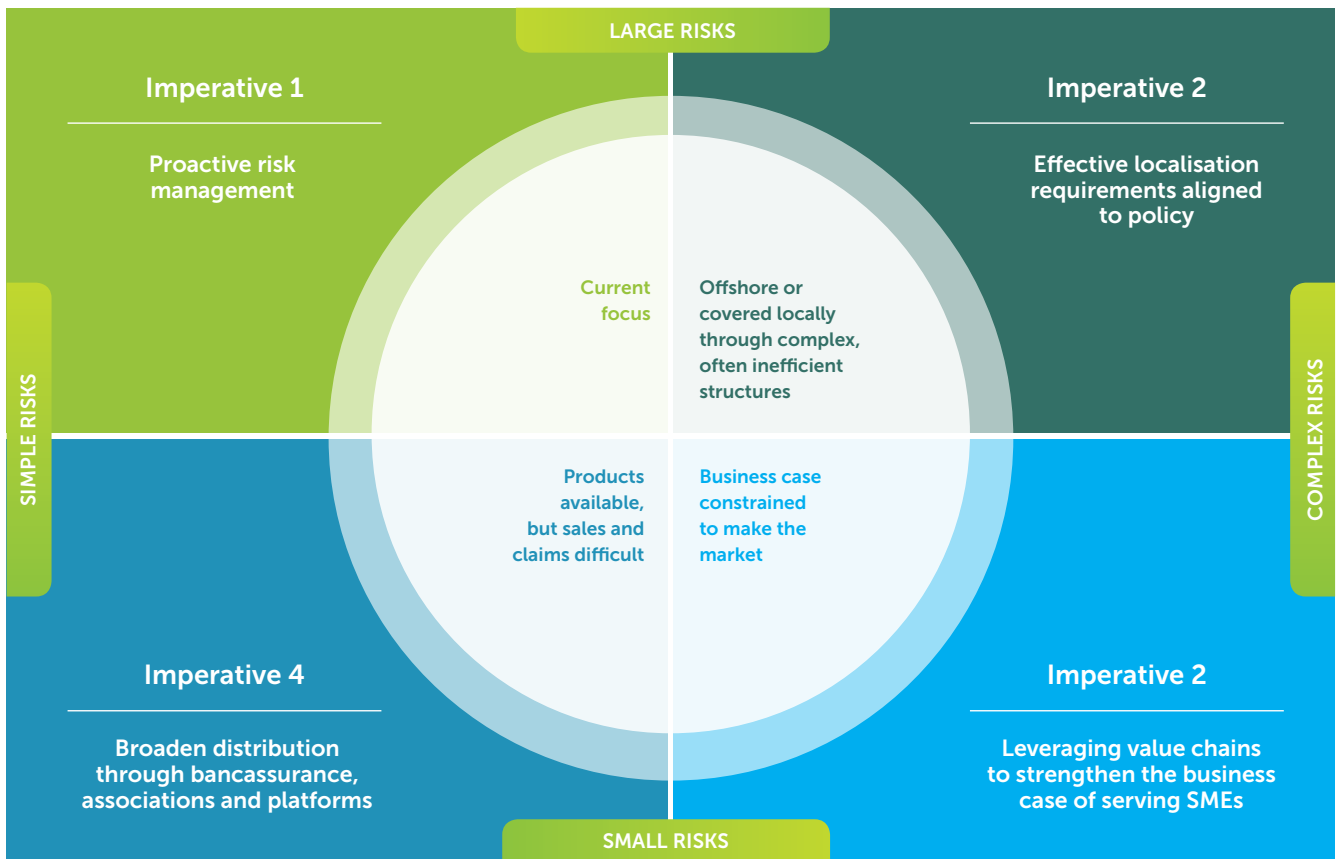 LARGE RISKS
Imperative 1
Proactive risk
management
Imperative 2
Effective localisation
requirements aligned
to policy
Current
focus
Offshore or
covered locally
through complex,
often inefficient
structures
SIMPLE RISKS
COMPLEX RISKS
Products
available,
but sales and
claims difficult
Business case
constrained
to make the
market
Imperative 4
Broaden distribution
through bancassurance,
associations and platforms
Imperative 2
Leveraging value chains
to strengthen the business
case of serving SMEs
SMALL RISKS